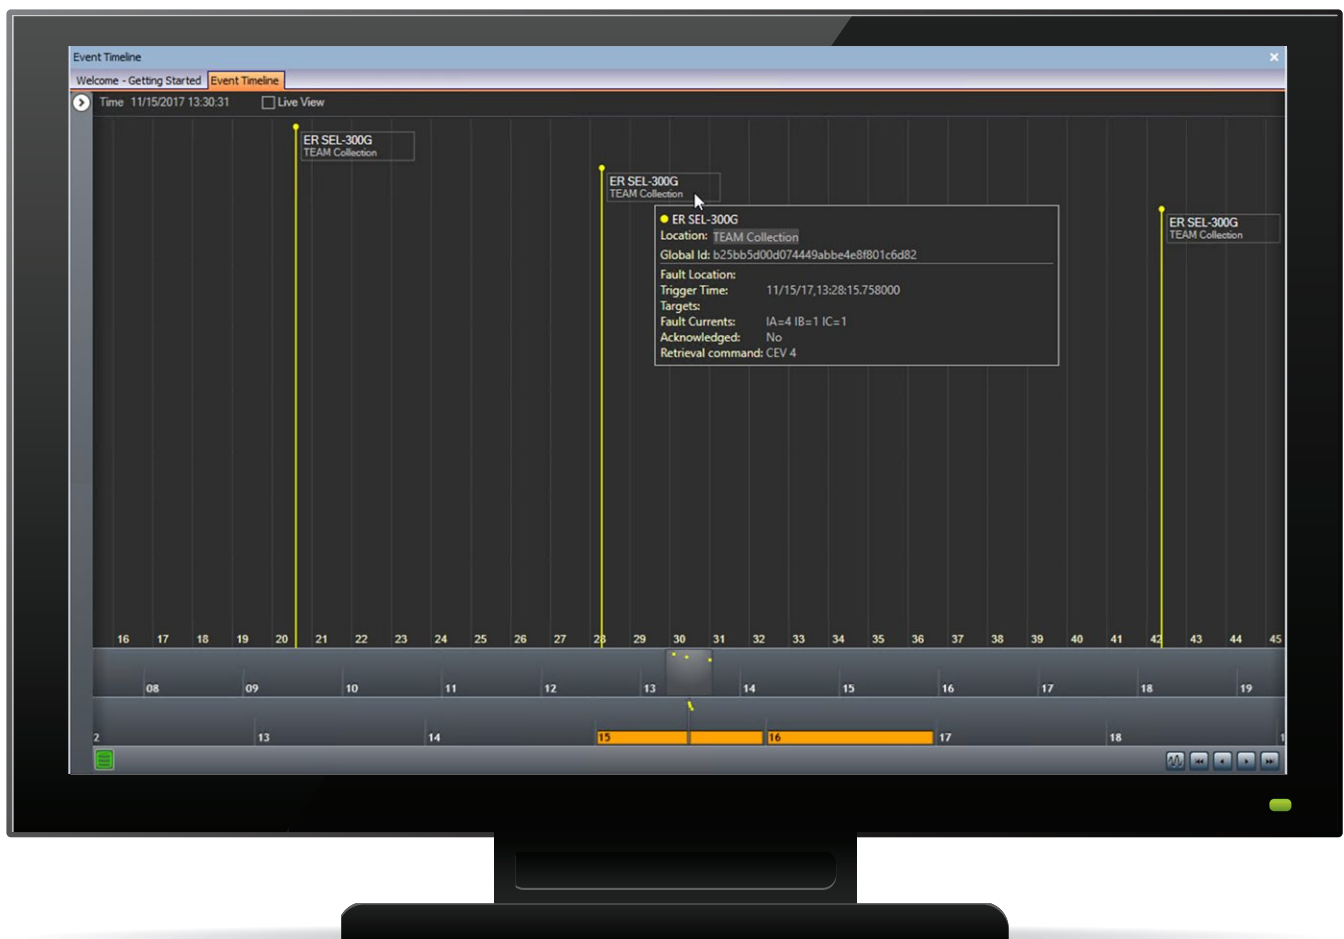 Event Timeline
Welcome - Getting Started Event Timeline
Time 11/15/2017 13:30:31 Live View
ER SEL-300G
TEAM Collection
ER SEL-300G
TEAM Collection
ER SEL-300G
Location: TEAM Collection
Global Id: b25bb5d00d074449abbe4e8f801c6d82
Fault Location:
Trigger Time: 11/15/17,13:28:15.758000
Targets:
Fault Currents: IA=4 IB=1 IC=1
Acknowledged: No
Retrieval command: CEV 4
ER SEL-300G
TEAM Collection
16 17 18 19 20 21 22 23 24 25 26 27 28 29 30 31 32 33 34 35 36 37 38 39 40 41 42 43 44 45
08 09 10 11 12 13 14 15 16 17 18 19
2 13 14 15 16 17 18 1